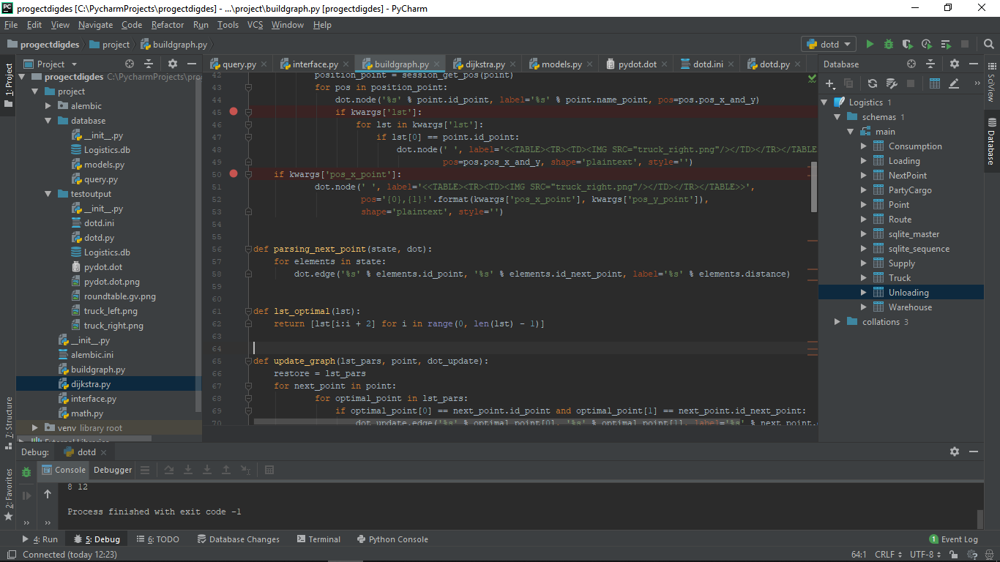 progectdigdes [C:\PycharmProjects\progectdigdes] - ...\project\buildgraph.py [progectdigdes] - PyCharm
File Edit View Navigate Code Refactor Run Tools VCS Window Help
progectdigdes project buildgraph.py dotd
Project
query.py interface.py buildgraph.py dijkstra.py models.py pydot.dot dotd.ini dotd.py
Database
1: Project
7: Structure
2: Favorites
SciView
Database
progectdigdes C:\PycharmProjects\pro
project
alembic
database
__init__.py
Logistics.db
models.py
query.py
testoutput
__init__.py
dotd.ini
dotd.py
Logistics.db
pydot.dot
pydot.dot.png
roundtable.gv.png
truck_left.png
truck_right.png
__init__.py
alembic.ini
buildgraph.py
dijkstra.py
interface.py
math.py
venv library root
External Libraries
42 position_point = session_get_pos(point)
43 for pos in position_point:
44 dot.node('%s' % point.id_point, label='%s' % point.name_point, pos=pos.pos_x_and_y)
45 if kwargs['lst']:
46 for lst in kwargs['lst']:
47 if lst[0] == point.id_point:
48 dot.node(' ', label='<<TABLE><TR><TD><IMG SRC="truck_right.png"/></TD></TR></TABLE
49 pos=pos.pos_x_and_y, shape='plaintext', style='')
50 if kwargs['pos_x_point']:
51 dot.node(' ', label='<<TABLE><TR><TD><IMG SRC="truck_right.png"/></TD></TR></TABLE>>',
52 pos='{0},{1}!'.format(kwargs['pos_x_point'], kwargs['pos_y_point']),
53 shape='plaintext', style='')
54
55
56 def parsing_next_point(state, dot):
57 for elements in state:
58 dot.edge('%s' % elements.id_point, '%s' % elements.id_next_point, label='%s' % elements.distance)
59
60
61 def lst_optimal(lst):
62 return [lst[i:i + 2] for i in range(0, len(lst) - 1)]
63
64
65 def update_graph(lst_pars, point, dot_update):
66 restore = lst_pars
67 for next_point in point:
68 for optimal_point in lst_pars:
69 if optimal_point[0] == next_point.id_point and optimal_point[1] == next_point.id_next_point:
70 dot_update.edge('%s' % optimal_point[0], '%s' % optimal_point[1], label='%s' % next_point.
Logistics 1
schemas 1
main
Consumption
Loading
NextPoint
PartyCargo
Point
Route
sqlite_master
sqlite_sequence
Supply
Truck
Unloading
Warehouse
collations 3
Debug: dotd
Console Debugger
8 12
Process finished with exit code -1
4: Run 5: Debug 6: TODO Database Changes Terminal Python Console 1 Event Log
Connected (today 12:23) 64:1 CRLF UTF-8